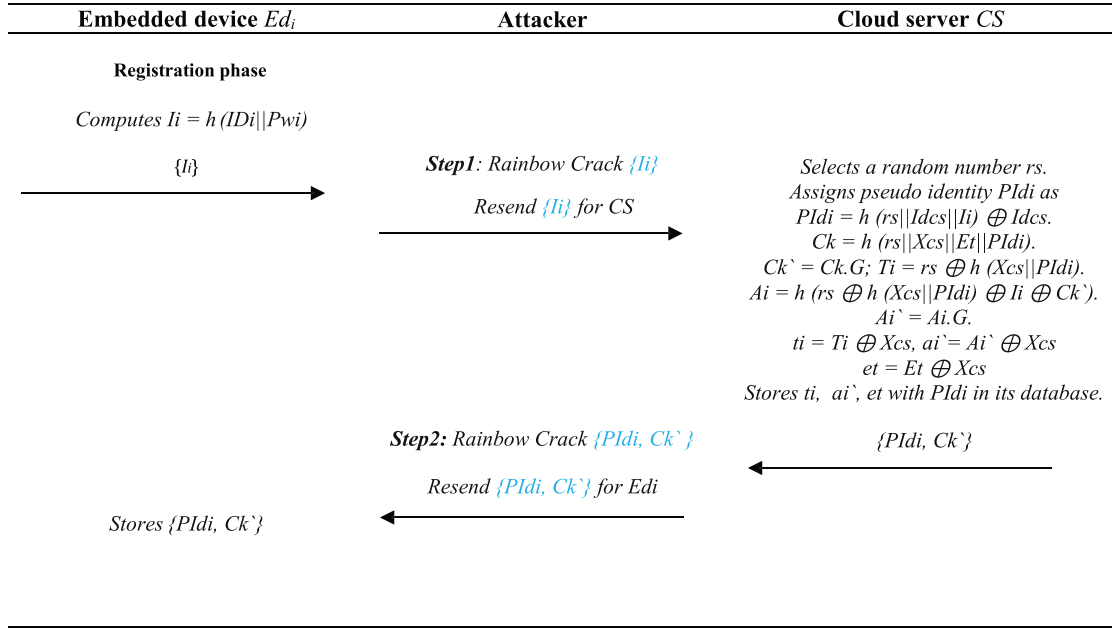 Embedded device Edi
Attacker
Cloud server CS
Registration phase
Computes Ii = h (IDi||Pwi)
{Ii}
Step1: Rainbow Crack {Ii}
Resend {Ii} for CS
Selects a random number rs.
Assigns pseudo identity PIdi as
PIdi = h (rs||Idcs||Ii) ⨁ Idcs.
Ck = h (rs||Xcs||Et||PIdi).
Ck` = Ck.G; Ti = rs ⨁ h (Xcs||PIdi).
Ai = h (rs ⨁ h (Xcs||PIdi) ⨁ Ii ⨁ Ck`).
Ai` = Ai.G.
ti = Ti ⨁ Xcs, ai`= Ai` ⨁ Xcs
et = Et ⨁ Xcs
Stores ti, ai`, et with PIdi in its database.
Step2: Rainbow Crack {PIdi, Ck` }
{PIdi, Ck`}
Resend {PIdi, Ck`} for Edi
Stores {PIdi, Ck`}